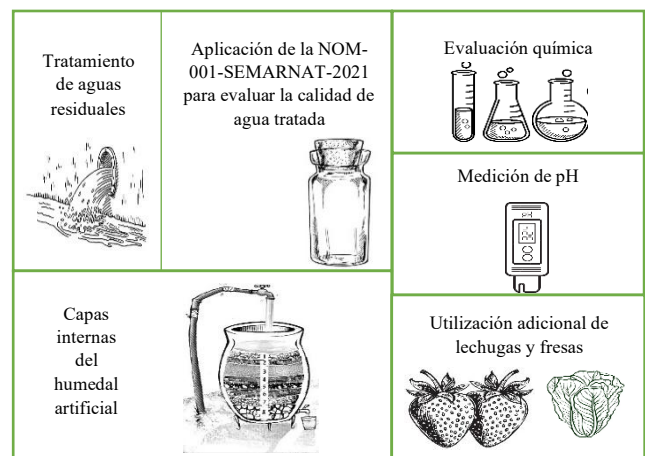 Tratamiento
de aguas
residuales
Aplicación de la NOM-
001-SEMARNAT-2021
para evaluar la calidad de
agua tratada
Evaluación química
Medición de pH
Capas
internas
del
humedal
artificial
Utilización adicional de
lechugas y fresas